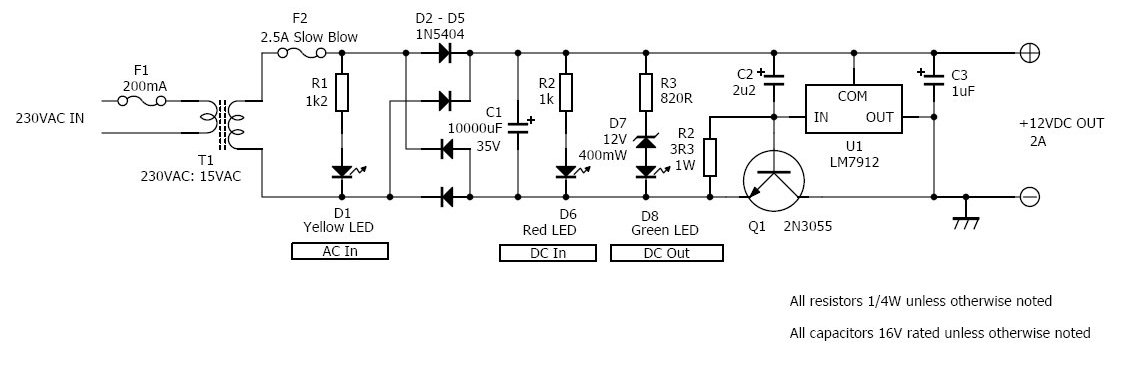 F2
2.5A Slow Blow
D2 - D5
1N5404
F1
200mA
R1
1k2
R2
1k
R3
820R
C2
2u2
+
COM
IN
OUT
U1
LM7912
+
C3
1uF
230VAC IN
T1
230VAC: 15VAC
C1
10000uF
35V
+
D7
12V
400mW
R2
3R3
1W
+12VDC OUT
2A
D1
Yellow LED
AC In
D6
Red LED
DC In
D8
Green LED
DC Out
Q1
2N3055
All resistors 1/4W unless otherwise noted
All capacitors 16V rated unless otherwise noted